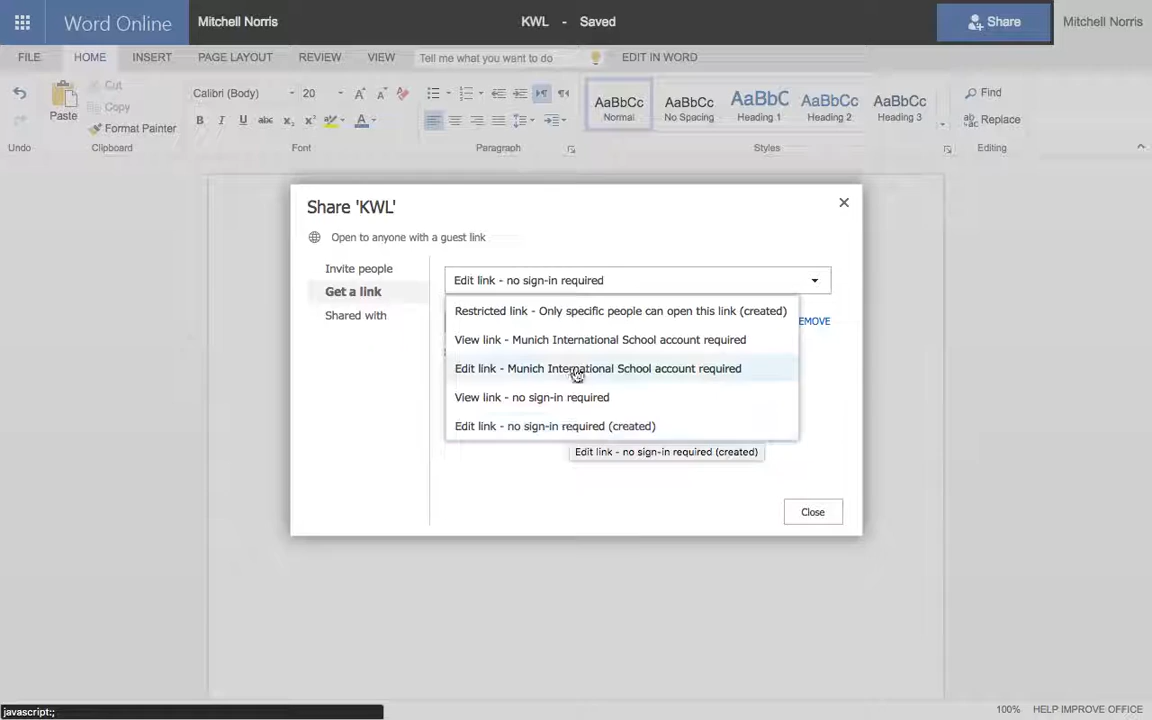 Word Online Mitchell Norris KWL - Saved Share Mitchell Norris
FILE HOME INSERT PAGE LAYOUT REVIEW VIEW Tell me what you want to do EDIT IN WORD
Paste Cut Calibri (Body) 20 AaBbCc AaBbCc AaBbC AaBbCc AaBbCc Find
Copy Normal No Spacing Heading 1 Heading 2 Heading 3
Format Painter B I U abc Replace
Undo Clipboard Font Paragraph Styles Editing
Share 'KWL'
Open to anyone with a guest link
Invite people
Get a link
Shared with
Edit link - no sign-in required
Restricted link - Only specific people can open this link (created)
EMOVE
View link - Munich International School account required
Edit link - Munich International School account required
View link - no sign-in required
Edit link - no sign-in required (created)
Edit link - no sign-in required (created)
Close
javascript:;
100% HELP IMPROVE OFFICE